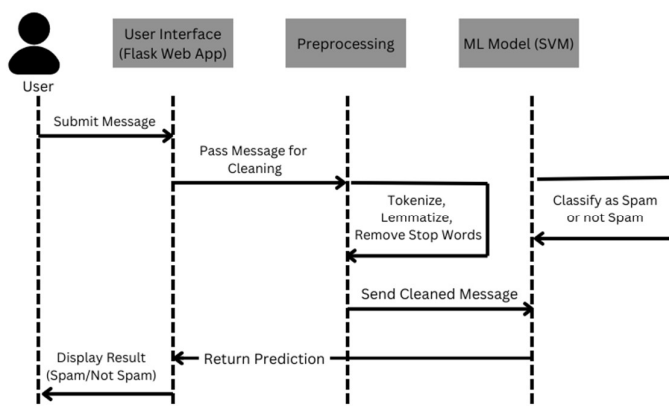 User Interface
(Flask Web App)
Preprocessing
ML Model (SVM)
User
Submit Message
Pass Message for
Cleaning
Tokenize,
Lemmatize,
Remove Stop Words
Classify as Spam
or not Spam
Send Cleaned Message
Display Result
(Spam/Not Spam)
Return Prediction